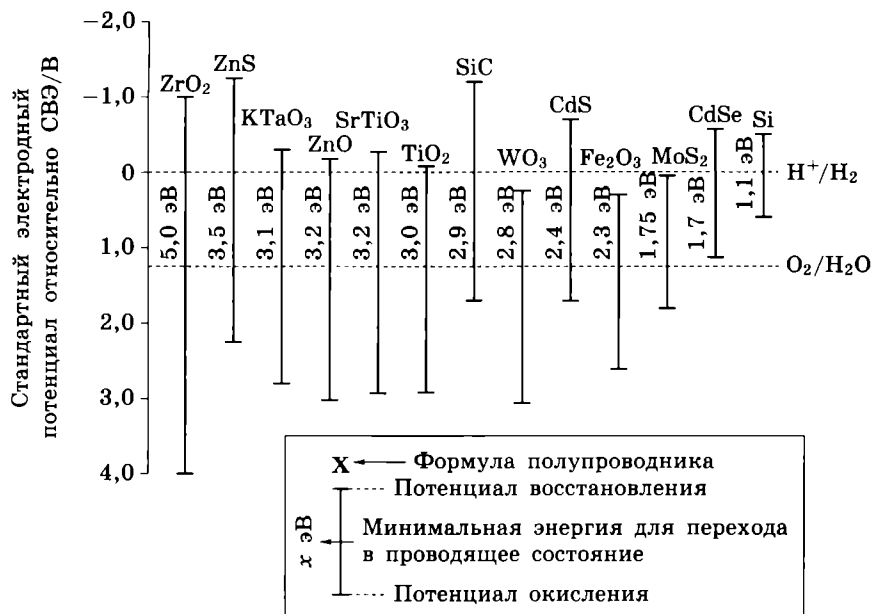 Стандартный электродный
потенциал относительно СВЭ/В
−2,0
−1,0
0
1,0
2,0
3,0
4,0
ZrO₂
ZnS
KTaO₃
ZnO
SrTiO₃
TiO₂
SiC
WO₃
CdS
Fe₂O₃
MoS₂
CdSe
Si
5,0 эВ
3,5 эВ
3,1 эВ
3,2 эВ
3,2 эВ
3,0 эВ
2,9 эВ
2,8 эВ
2,4 эВ
2,3 эВ
1,75 эВ
1,7 эВ
1,1 эВ
H⁺/H₂
O₂/H₂O
X
Формула полупроводника
Потенциал восстановления
x эВ
Минимальная энергия для перехода
в проводящее состояние
Потенциал окисления